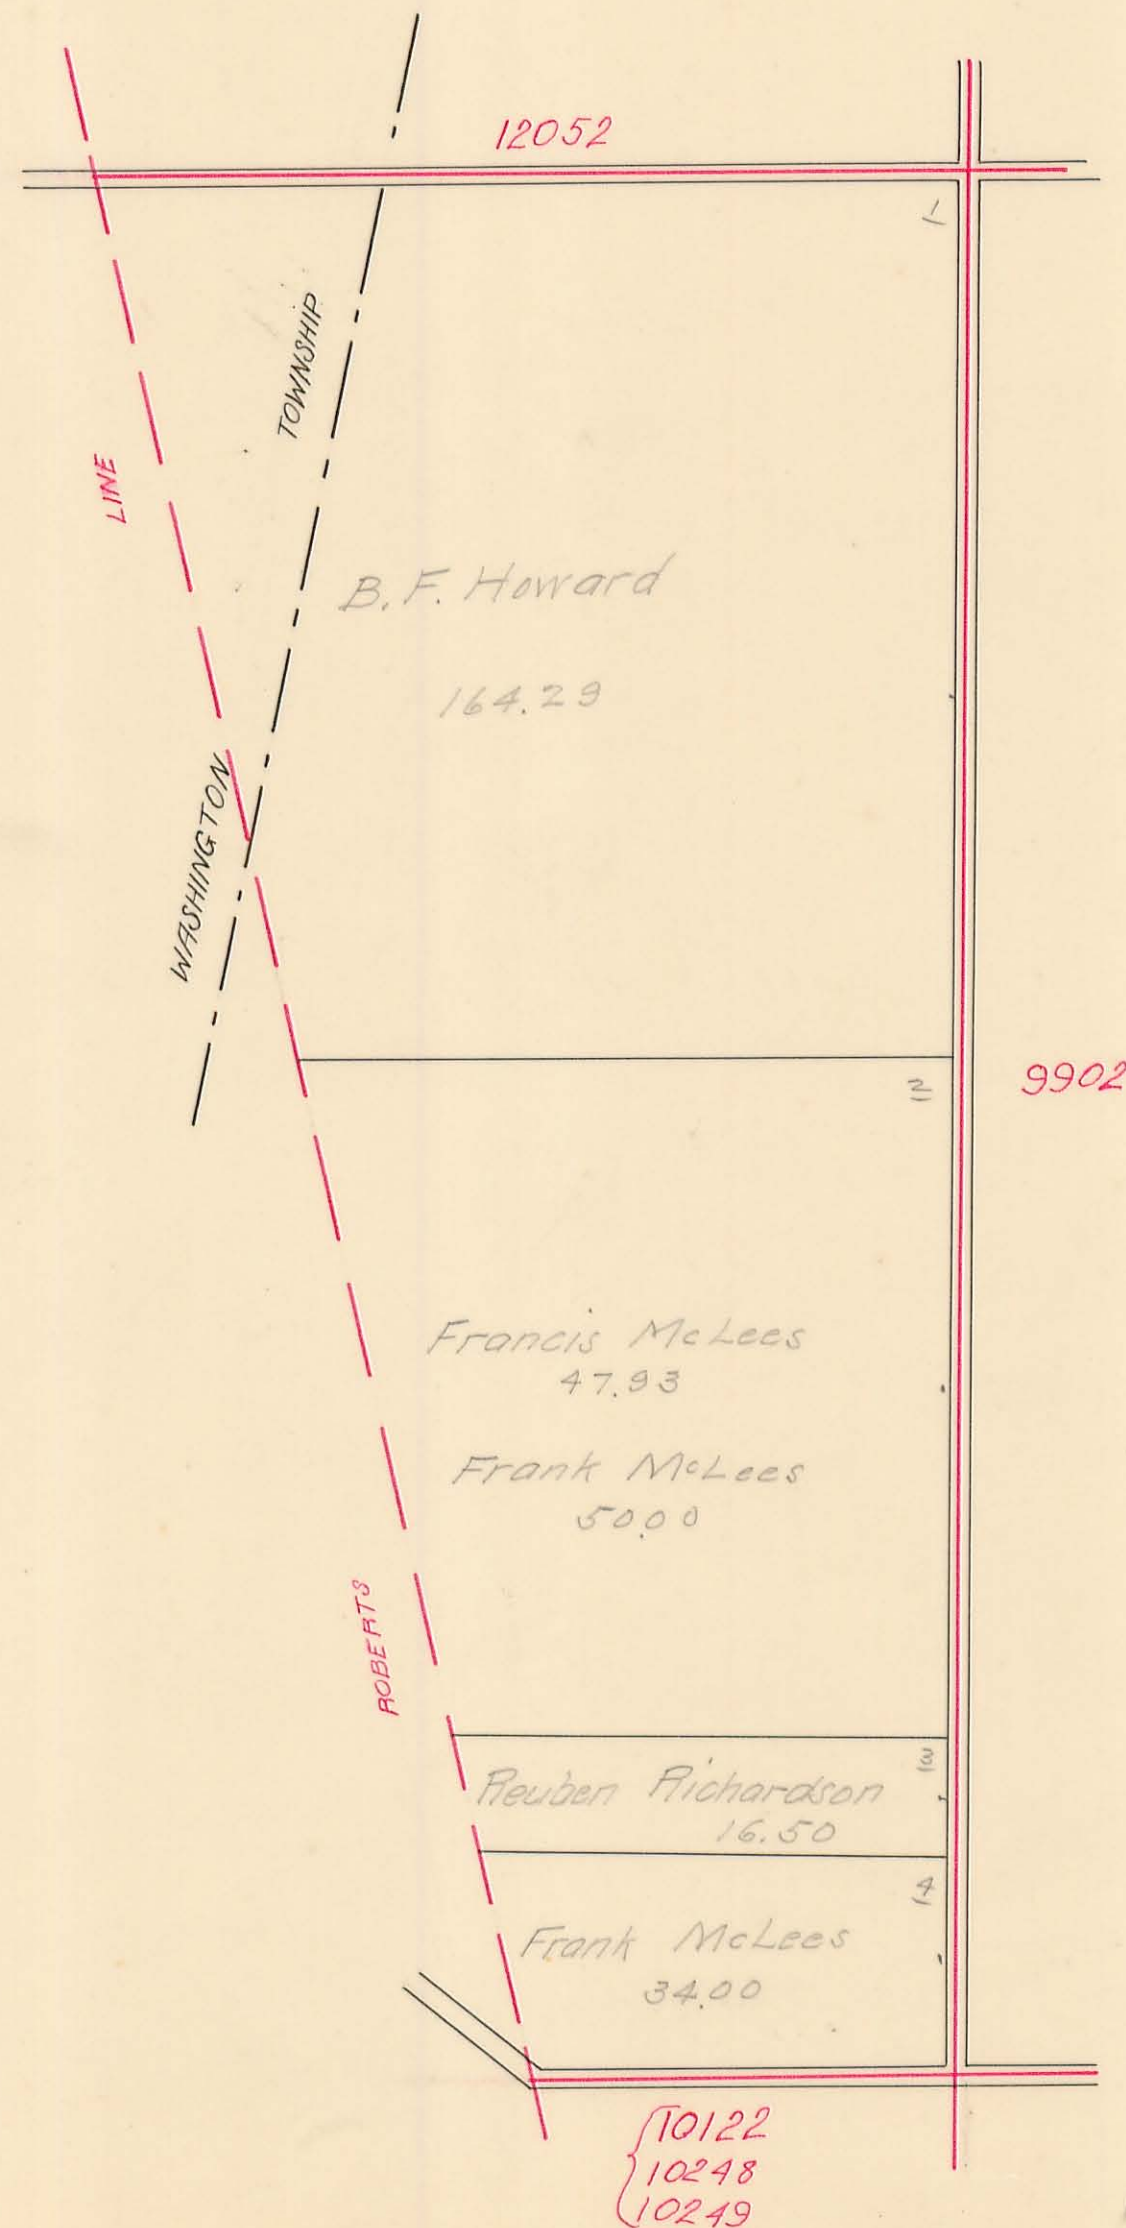 12052
1
TOWNSHIP
LINE
B. F. Howard
164.29
WASHINGTON
2
9902
Francis McLees
47.93
Frank McLees
50.00
ROBERTS
3
Reuben Richardson
16.50
4
Frank McLees
34.00
10122
10248
10249